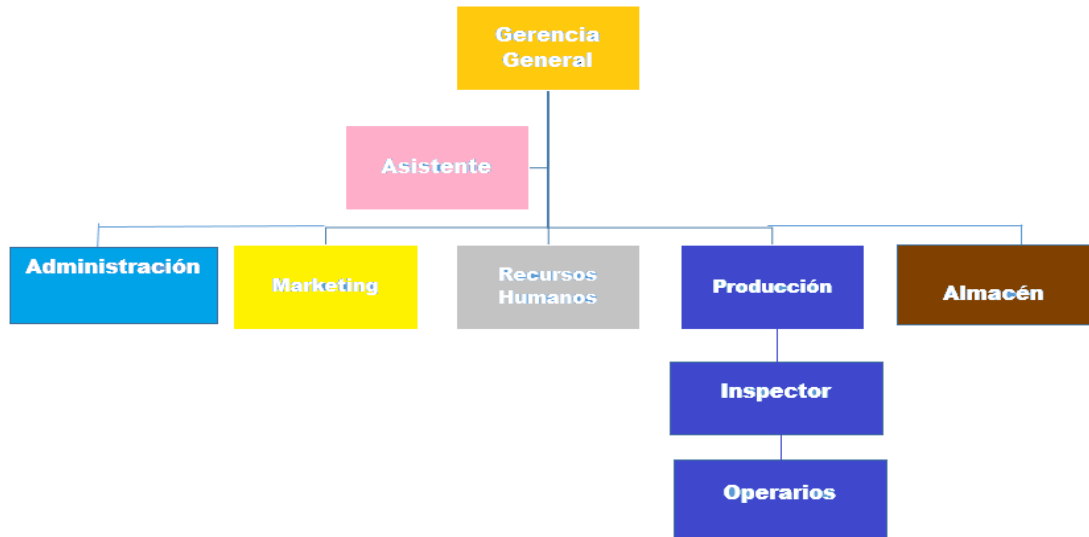 Gerencia
General
Asistente
Administración
Marketing
Recursos
Humanos
Producción
Almacén
Inspector
Operarios